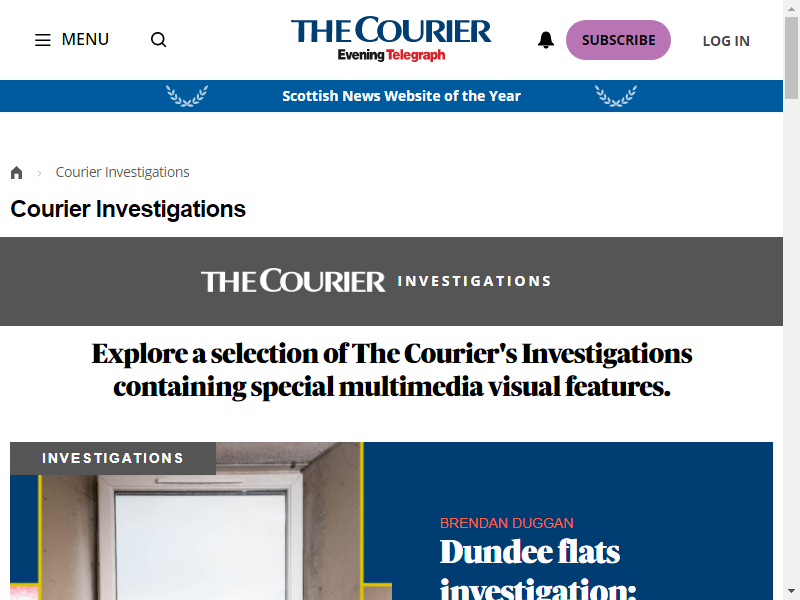 MENU
THE COURIER
Evening Telegraph
SUBSCRIBE
LOG IN
Scottish News Website of the Year
Courier Investigations
Courier Investigations
THE COURIER INVESTIGATIONS
Explore a selection of The Courier's Investigations
containing special multimedia visual features.
INVESTIGATIONS
BRENDAN DUGGAN
Dundee flats
investigation: